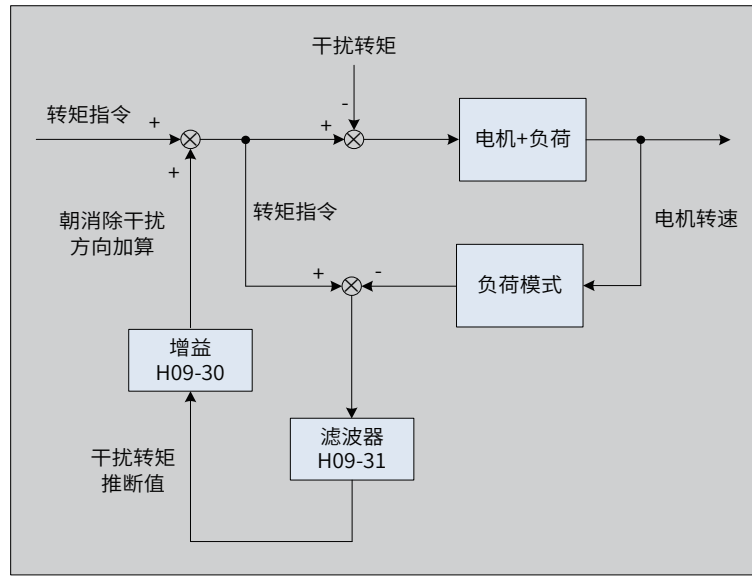 干扰转矩
-
转矩指令
+
+
电机+负荷
+
朝消除干扰
方向加算
转矩指令
电机转速
+
-
负荷模式
增益
H09-30
滤波器
H09-31
干扰转矩
推断值